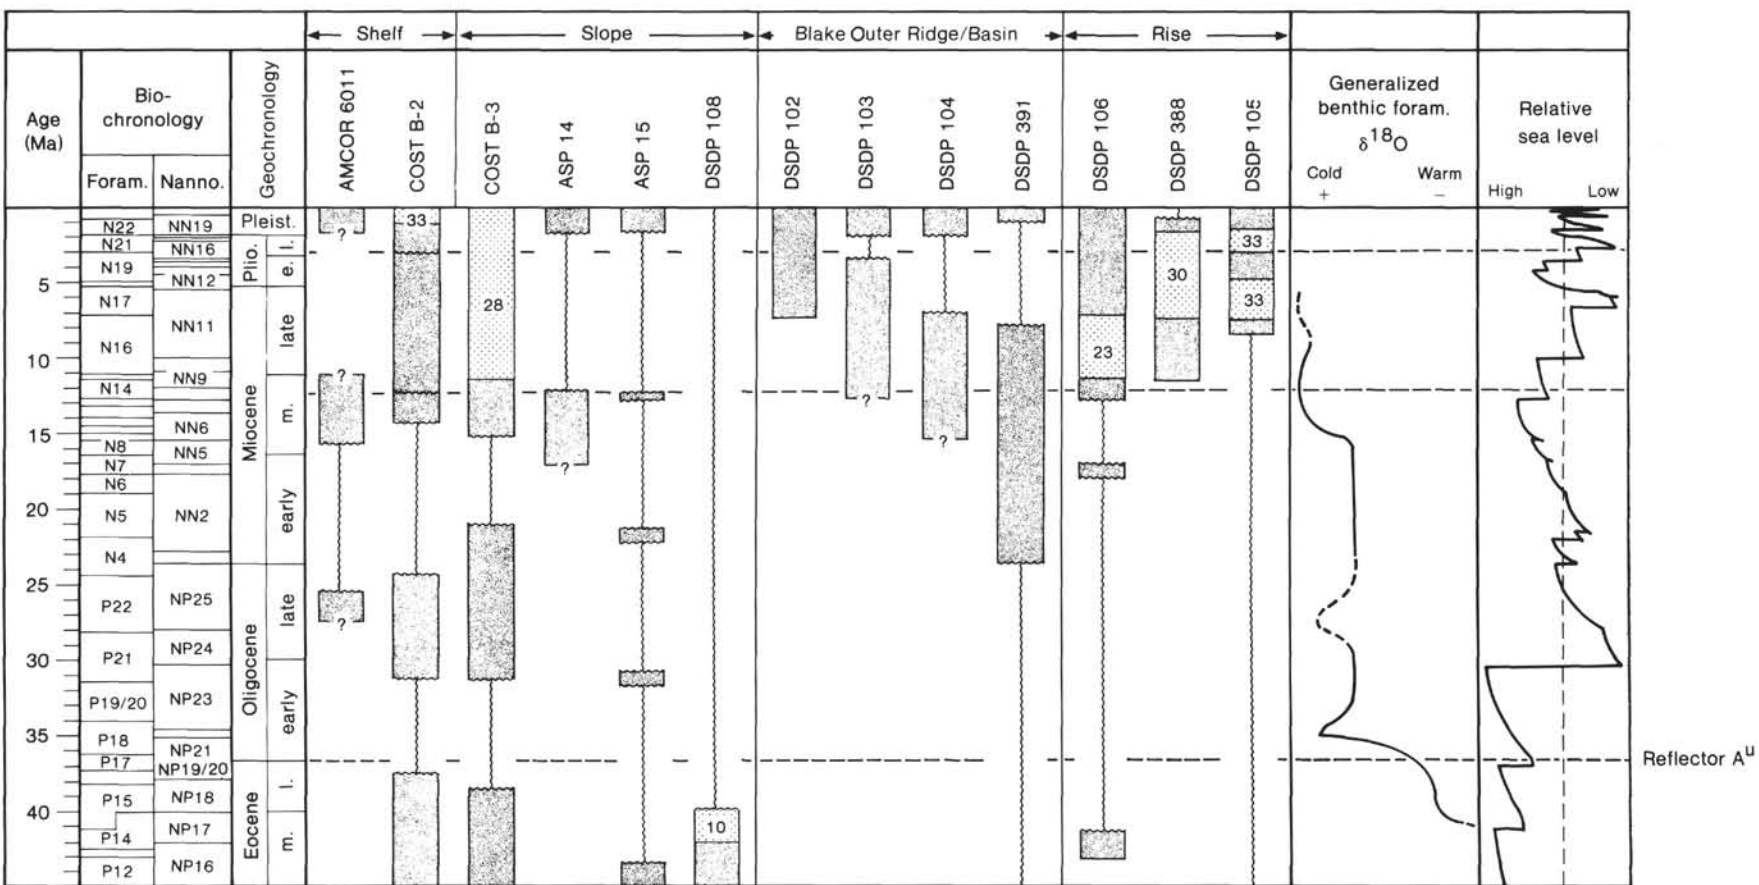 Shelf
Slope
Blake Outer Ridge/Basin
Rise
Age
(Ma)
Bio-
chronology
Foram.
Nanno.
Geochronology
AMCOR 6011
COST B-2
COST B-3
ASP 14
ASP 15
DSDP 108
DSDP 102
DSDP 103
DSDP 104
DSDP 391
DSDP 106
DSDP 388
DSDP 105
Generalized
benthic foram.
δ18O
Cold
+
Warm
−
Relative
sea level
High
Low
5
10
15
20
25
30
35
40
N22
N21
N19
N17
N16
N14
N8
N7
N6
N5
N4
P22
P21
P19/20
P18
P17
P15
P14
P12
NN19
NN16
NN12
NN11
NN9
NN6
NN5
NN2
NP25
NP24
NP23
NP21
NP19/20
NP18
NP17
NP16
Pleist.
Plio.
l.
e.
Miocene
late
m.
early
Oligocene
late
early
Eocene
l.
m.
?
?
?
33
28
?
10
?
?
23
30
33
33
Reflector Au